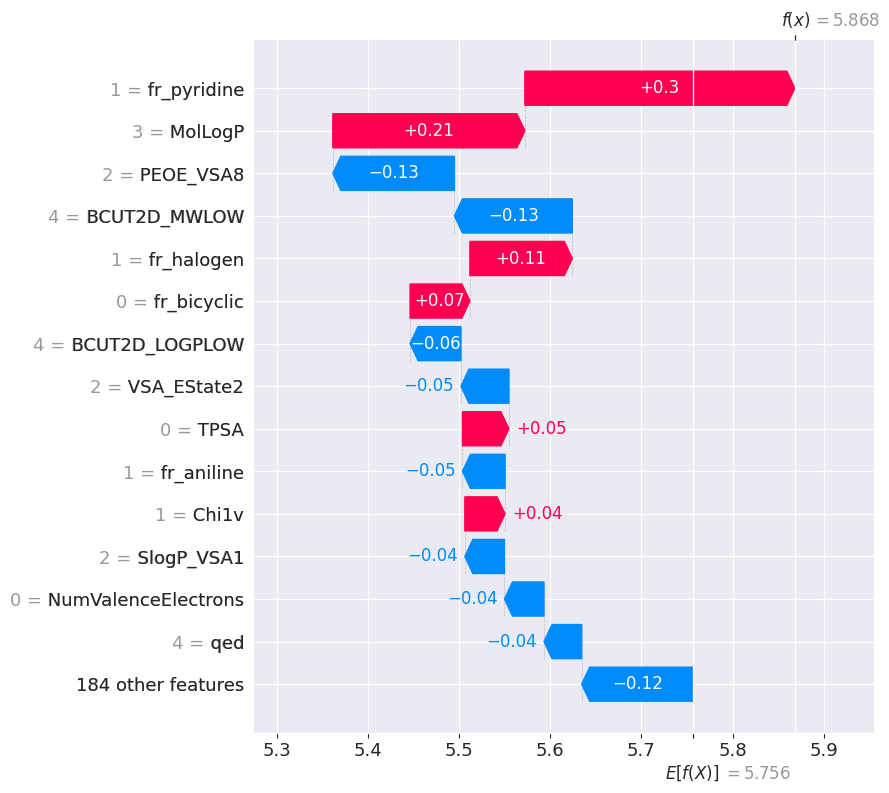 f(x) = 5.868
1 = fr_pyridine +0.3
3 = MolLogP +0.21
2 = PEOE_VSA8 −0.13
4 = BCUT2D_MWLOW −0.13
1 = fr_halogen +0.11
0 = fr_bicyclic +0.07
4 = BCUT2D_LOGPLOW −0.06
2 = VSA_EState2 −0.05
0 = TPSA +0.05
1 = fr_aniline −0.05
1 = Chi1v +0.04
2 = SlogP_VSA1 −0.04
0 = NumValenceElectrons −0.04
4 = qed −0.04
184 other features −0.12
5.3 5.4 5.5 5.6 5.7 5.8 5.9
E[f(X)] = 5.756